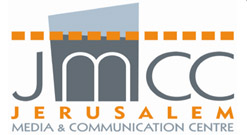 JMCC
JERUSALEM
MEDIA & COMMUNICATION CENTRE